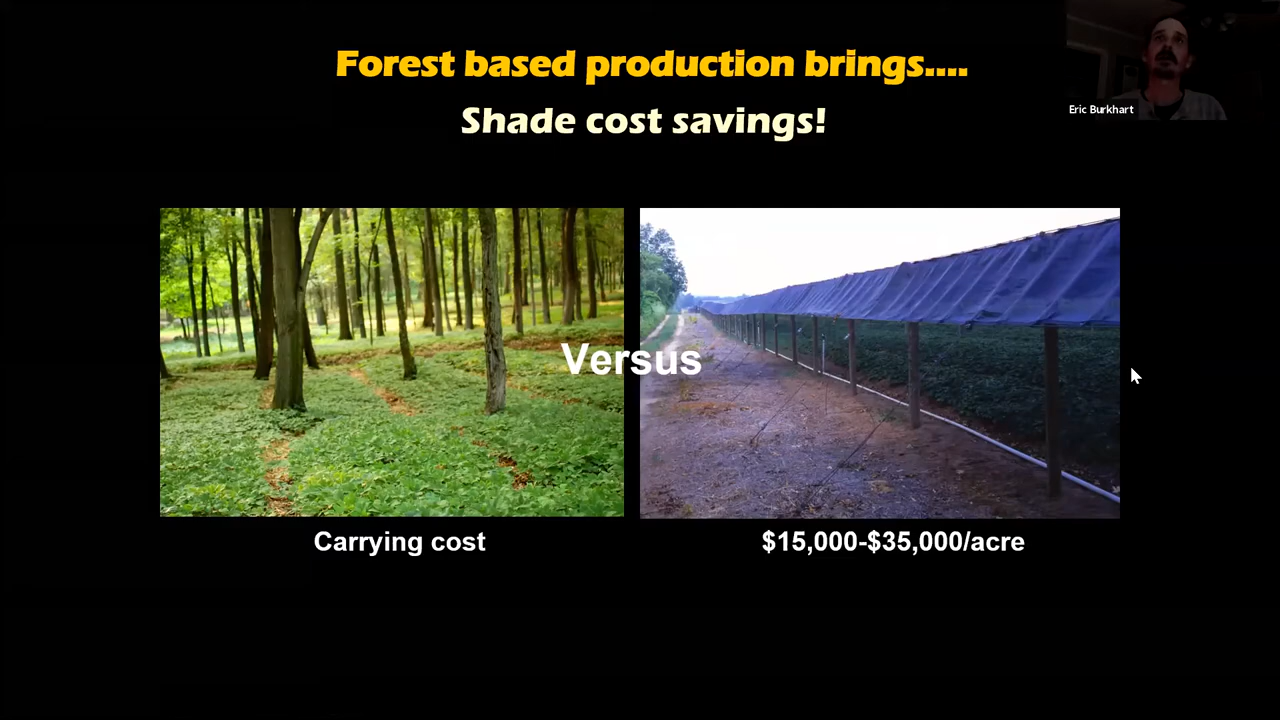 Forest based production brings....
Shade cost savings!
Eric Burkhart
Versus
Carrying cost
$15,000-$35,000/acre